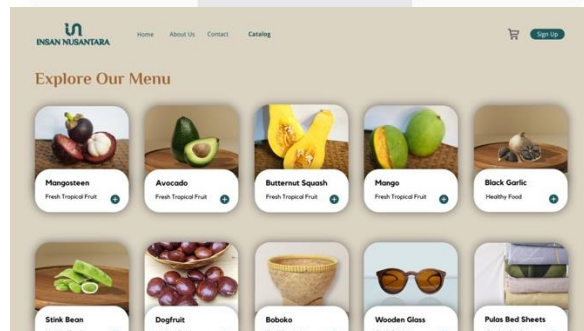 INSAN NUSANTARA
Home About Us Contact Catalog
Sign Up
Explore Our Menu
Mangosteen
Fresh Tropical Fruit
Avocado
Fresh Tropical Fruit
Butternut Squash
Fresh Tropical Fruit
Mango
Fresh Tropical Fruit
Black Garlic
Healthy Food
Stink Bean
Dogfruit
Boboko
Wooden Glass
Pulas Bed Sheets